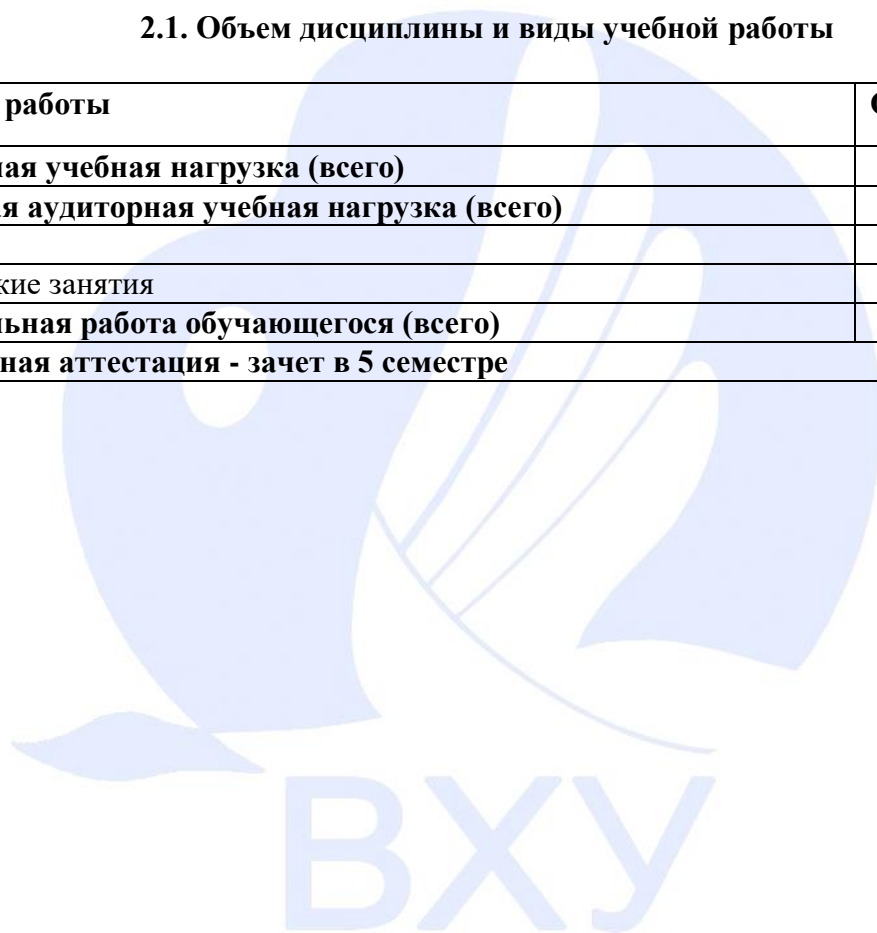 2.1. Объем дисциплины и виды учебной работы
работы
ая учебная нагрузка (всего)
я аудиторная учебная нагрузка (всего)
кие занятия
льная работа обучающегося (всего)
ная аттестация - зачет в 5 семестре
ВХУ